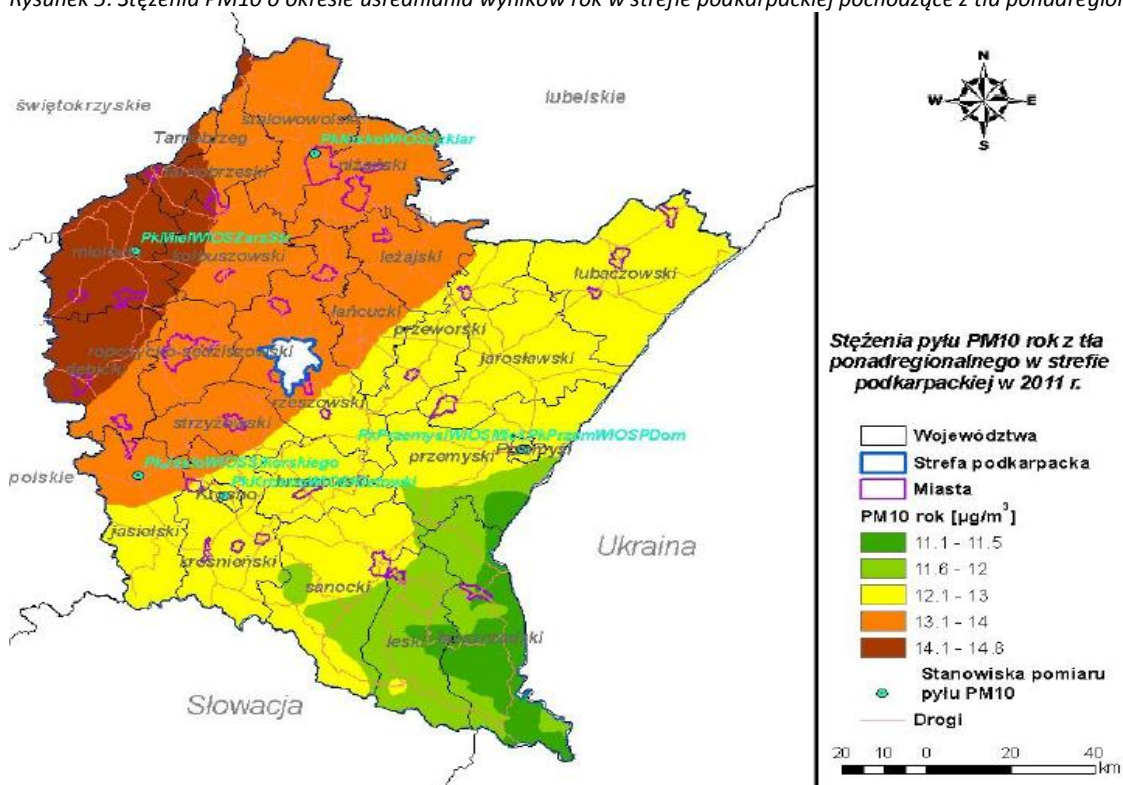 Rysunek 5. Stężenia PM10 o okresie uśredniania wyników rok w strefie podkarpackiej pochodzące z tła
świętokrzyskie
lubelskie
N
W
E
S
stalowowolski
Tarnobrzeg
PkNiskoWIOSSzklar
tarnobrzeski
niżański
mielecki
kolbuszowski
leżajski
lubaczowski
łańcucki
przeworski
jarosławski
ropczycko-sędziszowski
dębicki
rzeszowski
strzyżowski
przemyski
polskie
Krosno
jasielski
krośnieński
sanocki
leski
Ukraina
Słowacja
Stężenia pyłu PM10 rok z tła
ponadregionalnego w strefie
podkarpackiej w 2011 r.
Województwa
Strefa podkarpacka
Miasta
PM10 rok [µg/m³]
11.1 - 11.5
11.6 - 12
12.1 - 13
13.1 - 14
14.1 - 14.8
Stanowiska pomiaru
pyłu PM10
Drogi
20 10 0 20 40
km